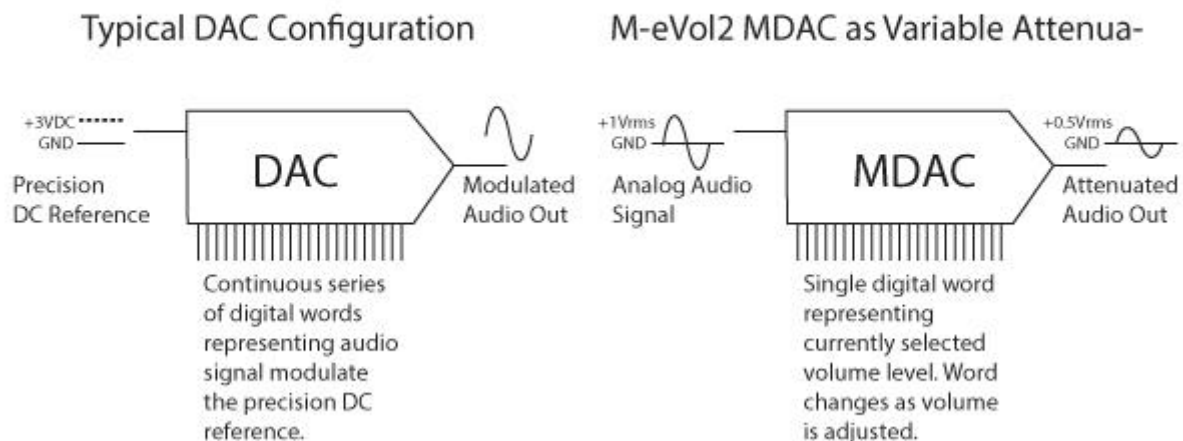 Typical DAC Configuration
+3VDC
GND
Precision
DC Reference
DAC
Modulated
Audio Out
Continuous series
of digital words
representing audio
signal modulate
the precision DC
reference.
M-eVol2 MDAC as Variable Attenua-
+1Vrms
GND
Analog Audio
Signal
MDAC
+0.5Vrms
GND
Attenuated
Audio Out
Single digital word
representing
currently selected
volume level. Word
changes as volume
is adjusted.